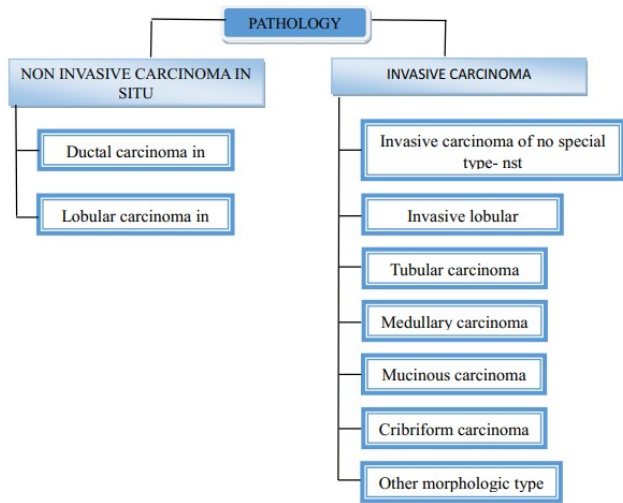 PATHOLOGY
NON INVASIVE CARCINOMA IN
SITU
Ductal carcinoma in
Lobular carcinoma in
INVASIVE CARCINOMA
Invasive carcinoma of no special
type- nst
Invasive lobular
Tubular carcinoma
Medullary carcinoma
Mucinous carcinoma
Cribriform carcinoma
Other morphologic type